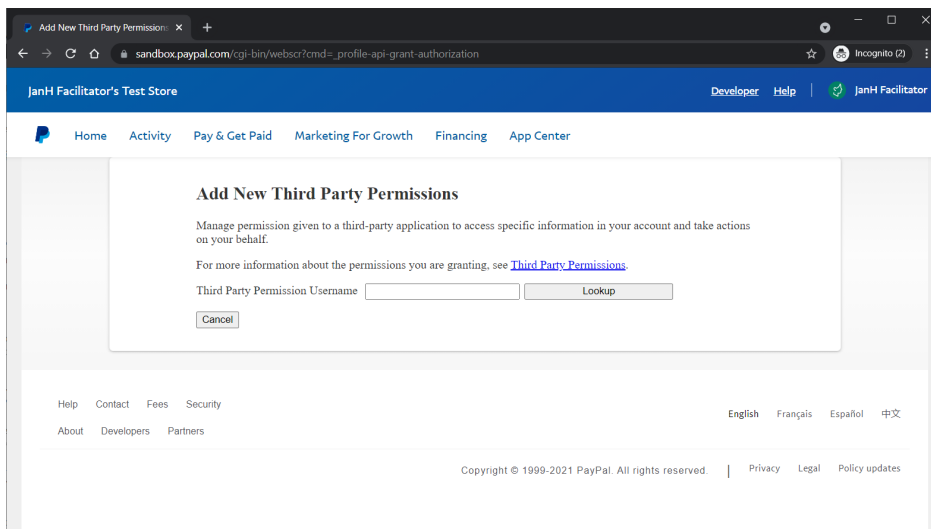 Add New Third Party Permissions
sandbox.paypal.com/cgi-bin/webscr?cmd=_profile-api-grant-authorization
Incognito (2)
JanH Facilitator's Test Store
Developer Help JanH Facilitator
Home Activity Pay & Get Paid Marketing For Growth Financing App Center
Add New Third Party Permissions
Manage permission given to a third-party application to access specific information in your account and take actions
on your behalf.
For more information about the permissions you are granting, see Third Party Permissions.
Third Party Permission Username Lookup
Cancel
Help Contact Fees Security
English Français Español 中文
About Developers Partners
Copyright © 1999-2021 PayPal. All rights reserved. | Privacy Legal Policy updates